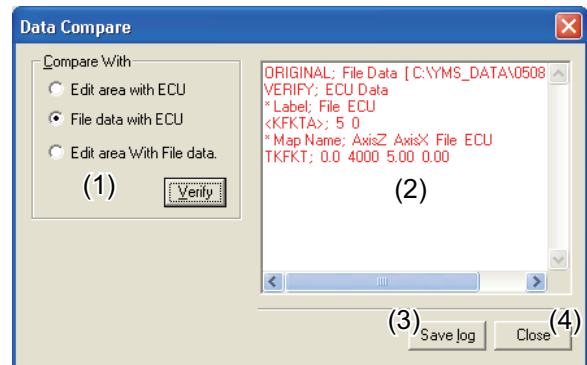 Data Compare
Compare With
Edit area with ECU
File data with ECU
Edit area With File data.
(1)
Verify
ORIGINAL; File Data [ C:\YMS_DATA\0508
VERIFY; ECU Data
* Label; File ECU
<KFKTA>; 5 0
* Map Name; AxisZ AxisX File ECU
TKFKT; 0.0 4000 5.00 0.00
(2)
(3)
Save log
(4)
Close